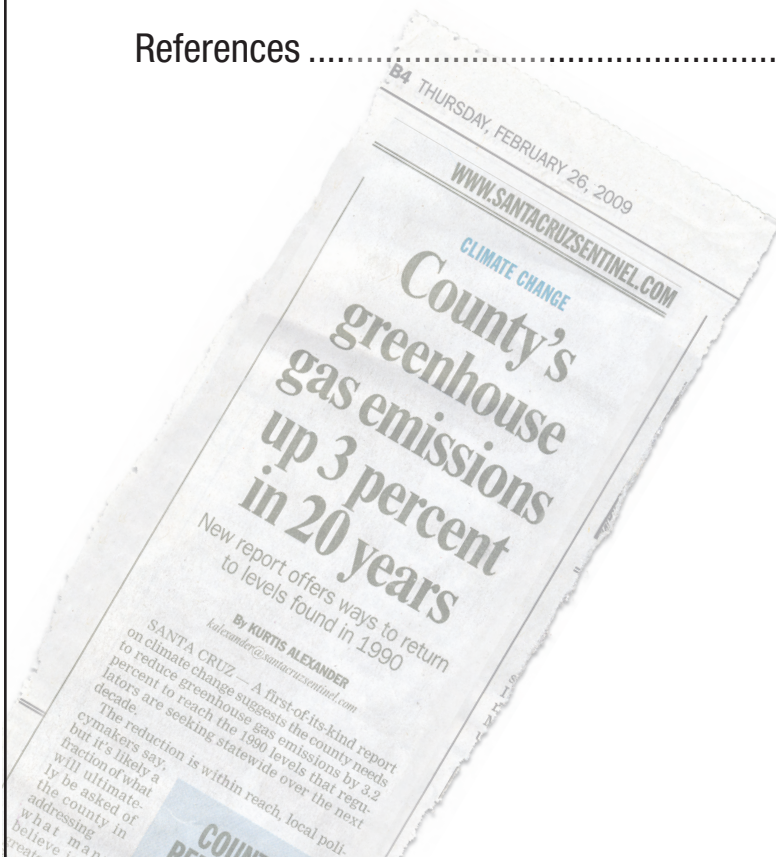 References ............................................
B4 THURSDAY, FEBRUARY 26, 2009
WWW.SANTACRUZSENTINEL.COM
CLIMATE CHANGE
County's
greenhouse
gas emissions
up 3 percent
in 20 years
New report offers ways to return
to levels found in 1990
By KURTIS ALEXANDER
kalexander@santacruzsentinel.com
SANTA CRUZ — A first-of-its-kind report
on climate change suggests the county needs
to reduce greenhouse gas emissions by 3.2
percent to reach the 1990 levels that regu-
lators are seeking statewide over the next
decade.
The reduction is within reach, local poli-
cymakers say,
but it's likely a
fraction of what
will ultimate-
ly be asked of
the county in
addressing
what man
believe
COUN